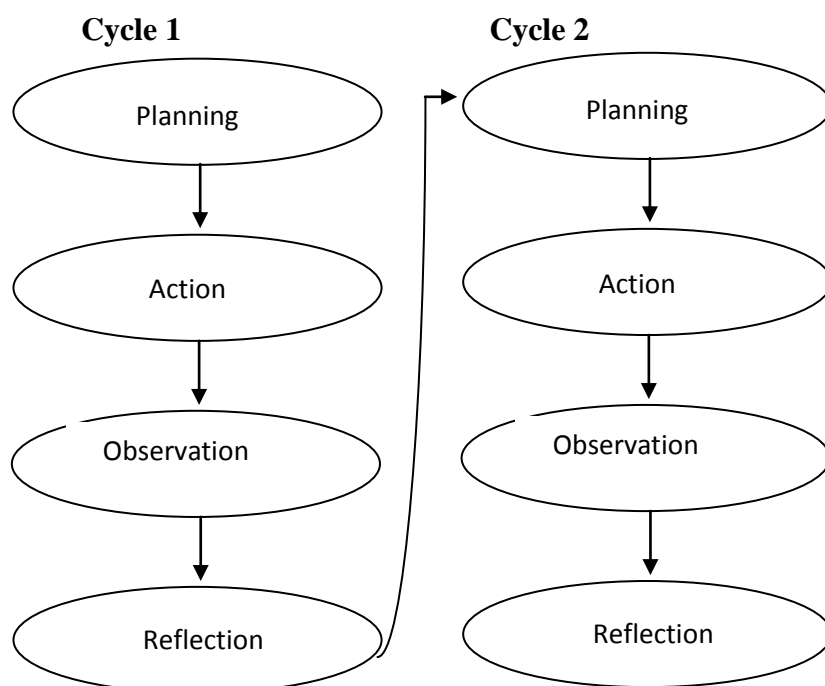 Cycle 1
Planning
Action
Observation
Reflection
Cycle 2
Planning
Action
Observation
Reflection